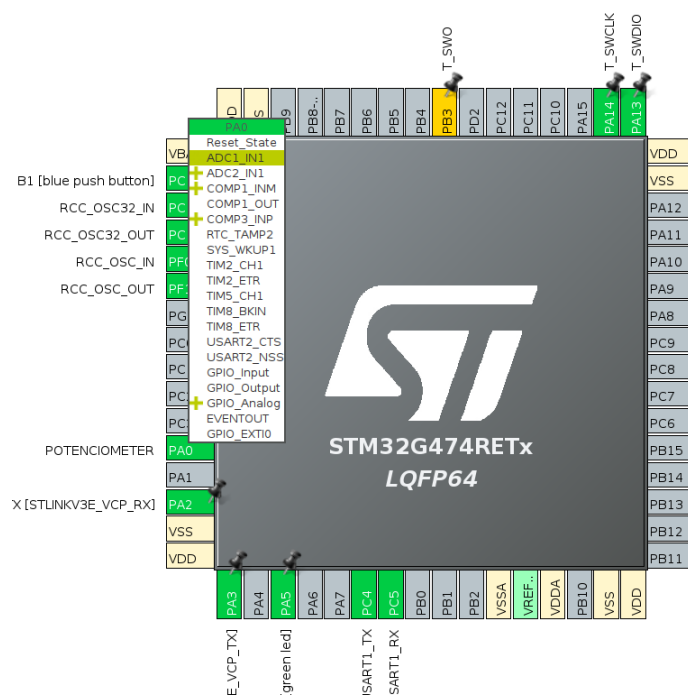 T_SWO
T_SWCLK
T_SWDIO
PB9
PB8-..
PB7
PB6
PB5
PB4
PB3
PD2
PC12
PC11
PC10
PA15
PA14
PA13
PA0
Reset_State
ADC1_IN1
ADC2_IN1
COMP1_INM
COMP1_OUT
COMP3_INP
RTC_TAMP2
SYS_WKUP1
TIM2_CH1
TIM2_ETR
TIM5_CH1
TIM8_BKIN
TIM8_ETR
USART2_CTS
USART2_NSS
GPIO_Input
GPIO_Output
GPIO_Analog
EVENTOUT
GPIO_EXTI0
B1 [blue push button]
RCC_OSC32_IN
RCC_OSC32_OUT
RCC_OSC_IN
RCC_OSC_OUT
POTENCIOMETER
PA0
PA1
X [STLINKV3E_VCP_RX]
PA2
VSS
VDD
STM32G474RETx
LQFP64
VDD
VSS
PA12
PA11
PA10
PA9
PA8
PC9
PC8
PC7
PC6
PB15
PB14
PB13
PB12
PB11
PA3
PA4
PA5
PA6
PA7
PC4
PC5
PB0
PB1
PB2
VSSA
VREF..
VDDA
PB10
VSS
VDD
E_VCP_TX]
green led]
SART1_RX